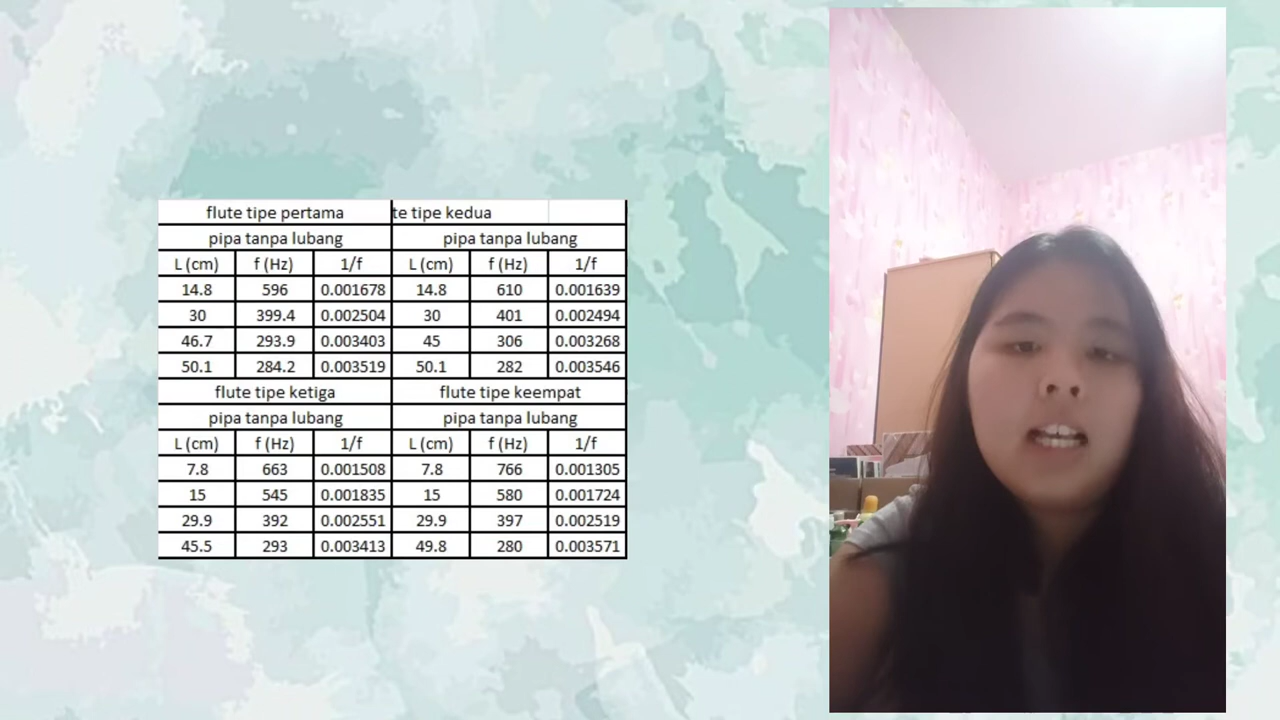 flute tipe pertama te tipe kedua
pipa tanpa lubang pipa tanpa lubang
L (cm) f (Hz) 1/f L (cm) f (Hz) 1/f
14.8 596 0.001678 14.8 610 0.001639
30 399.4 0.002504 30 401 0.002494
46.7 293.9 0.003403 45 306 0.003268
50.1 284.2 0.003519 50.1 282 0.003546
flute tipe ketiga flute tipe keempat
pipa tanpa lubang pipa tanpa lubang
L (cm) f (Hz) 1/f L (cm) f (Hz) 1/f
7.8 663 0.001508 7.8 766 0.001305
15 545 0.001835 15 580 0.001724
29.9 392 0.002551 29.9 397 0.002519
45.5 293 0.003413 49.8 280 0.003571